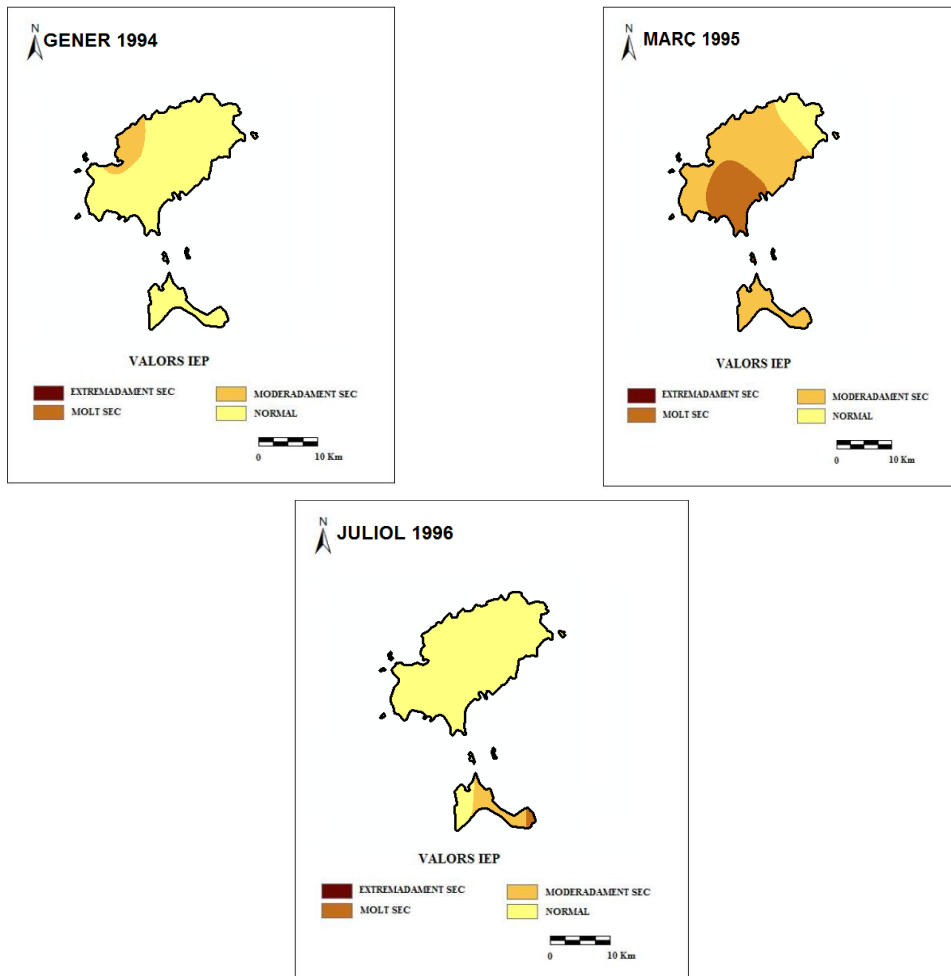 N
GENER 1994
VALORS IEP
EXTREMADAMENT SEC
MODERADAMENT SEC
MOLT SEC
NORMAL
0 10 Km
N
MARÇ 1995
VALORS IEP
EXTREMADAMENT SEC
MODERADAMENT SEC
MOLT SEC
NORMAL
0 10 Km
N
JULIOL 1996
VALORS IEP
EXTREMADAMENT SEC
MODERADAMENT SEC
MOLT SEC
NORMAL
0 10 Km